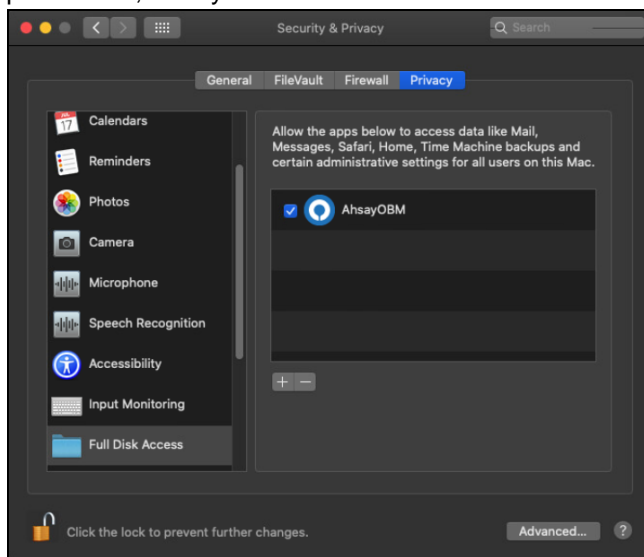 Security & Privacy
Search
General FileVault Firewall Privacy
17
Calendars
Reminders
Photos
Camera
Microphone
Speech Recognition
Accessibility
Input Monitoring
Full Disk Access
Allow the apps below to access data like Mail,
Messages, Safari, Home, Time Machine backups and
certain administrative settings for all users on this Mac.
AhsayOBM
+ −
Click the lock to prevent further changes.
Advanced...
?